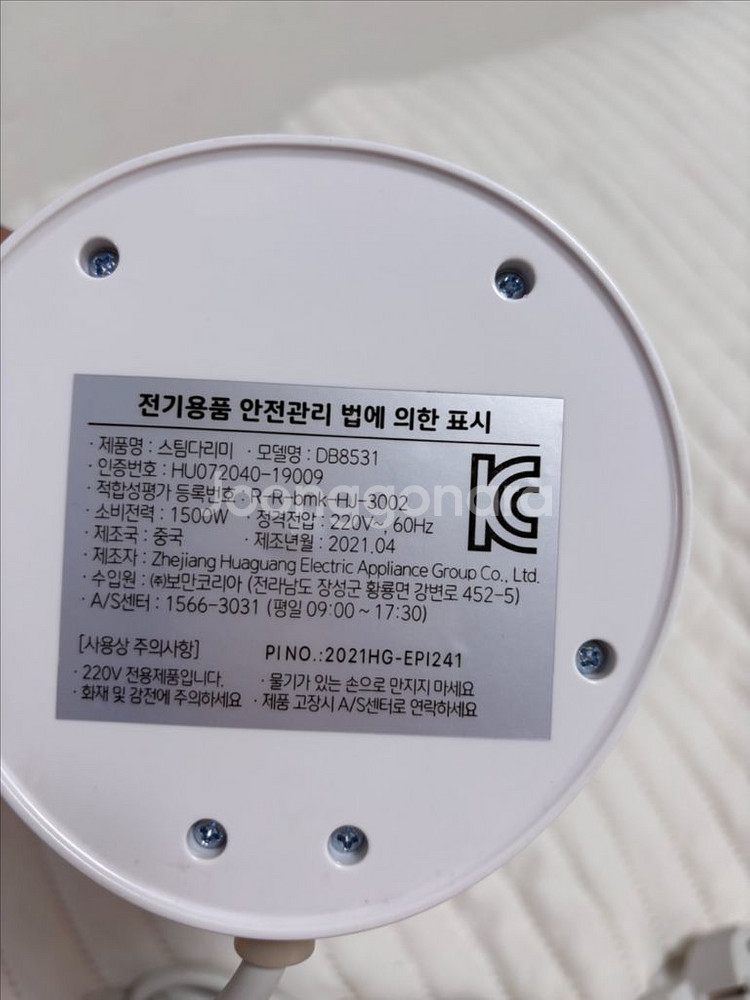 전기용품 안전관리 법에 의한 표시
· 제품명 : 스팀다리미 · 모델명 : DB8531
· 인증번호 : HU072040-19009
· 적합성평가 등록번호 : R-R-bmk-HJ-3002
· 소비전력 : 1500W · 정격전압 : 220V~, 60Hz
· 제조국 : 중국 · 제조년월 : 2021.04
· 제조자 : Zhejiang Huaguang Electric Appliance Group Co., Ltd.
· 수입원 : ㈜보만코리아 (전라남도 장성군 황룡면 강변로 452-5)
· A/S센터 : 1566-3031 (평일 09:00 ~ 17:30)
[사용상 주의사항] PI NO.:2021HG-EPI241
· 220V 전용제품입니다. · 물기가 있는 손으로 만지지 마세요
· 화재 및 감전에 주의하세요 · 제품 고장시 A/S센터로 연락하세요
Joonggonara